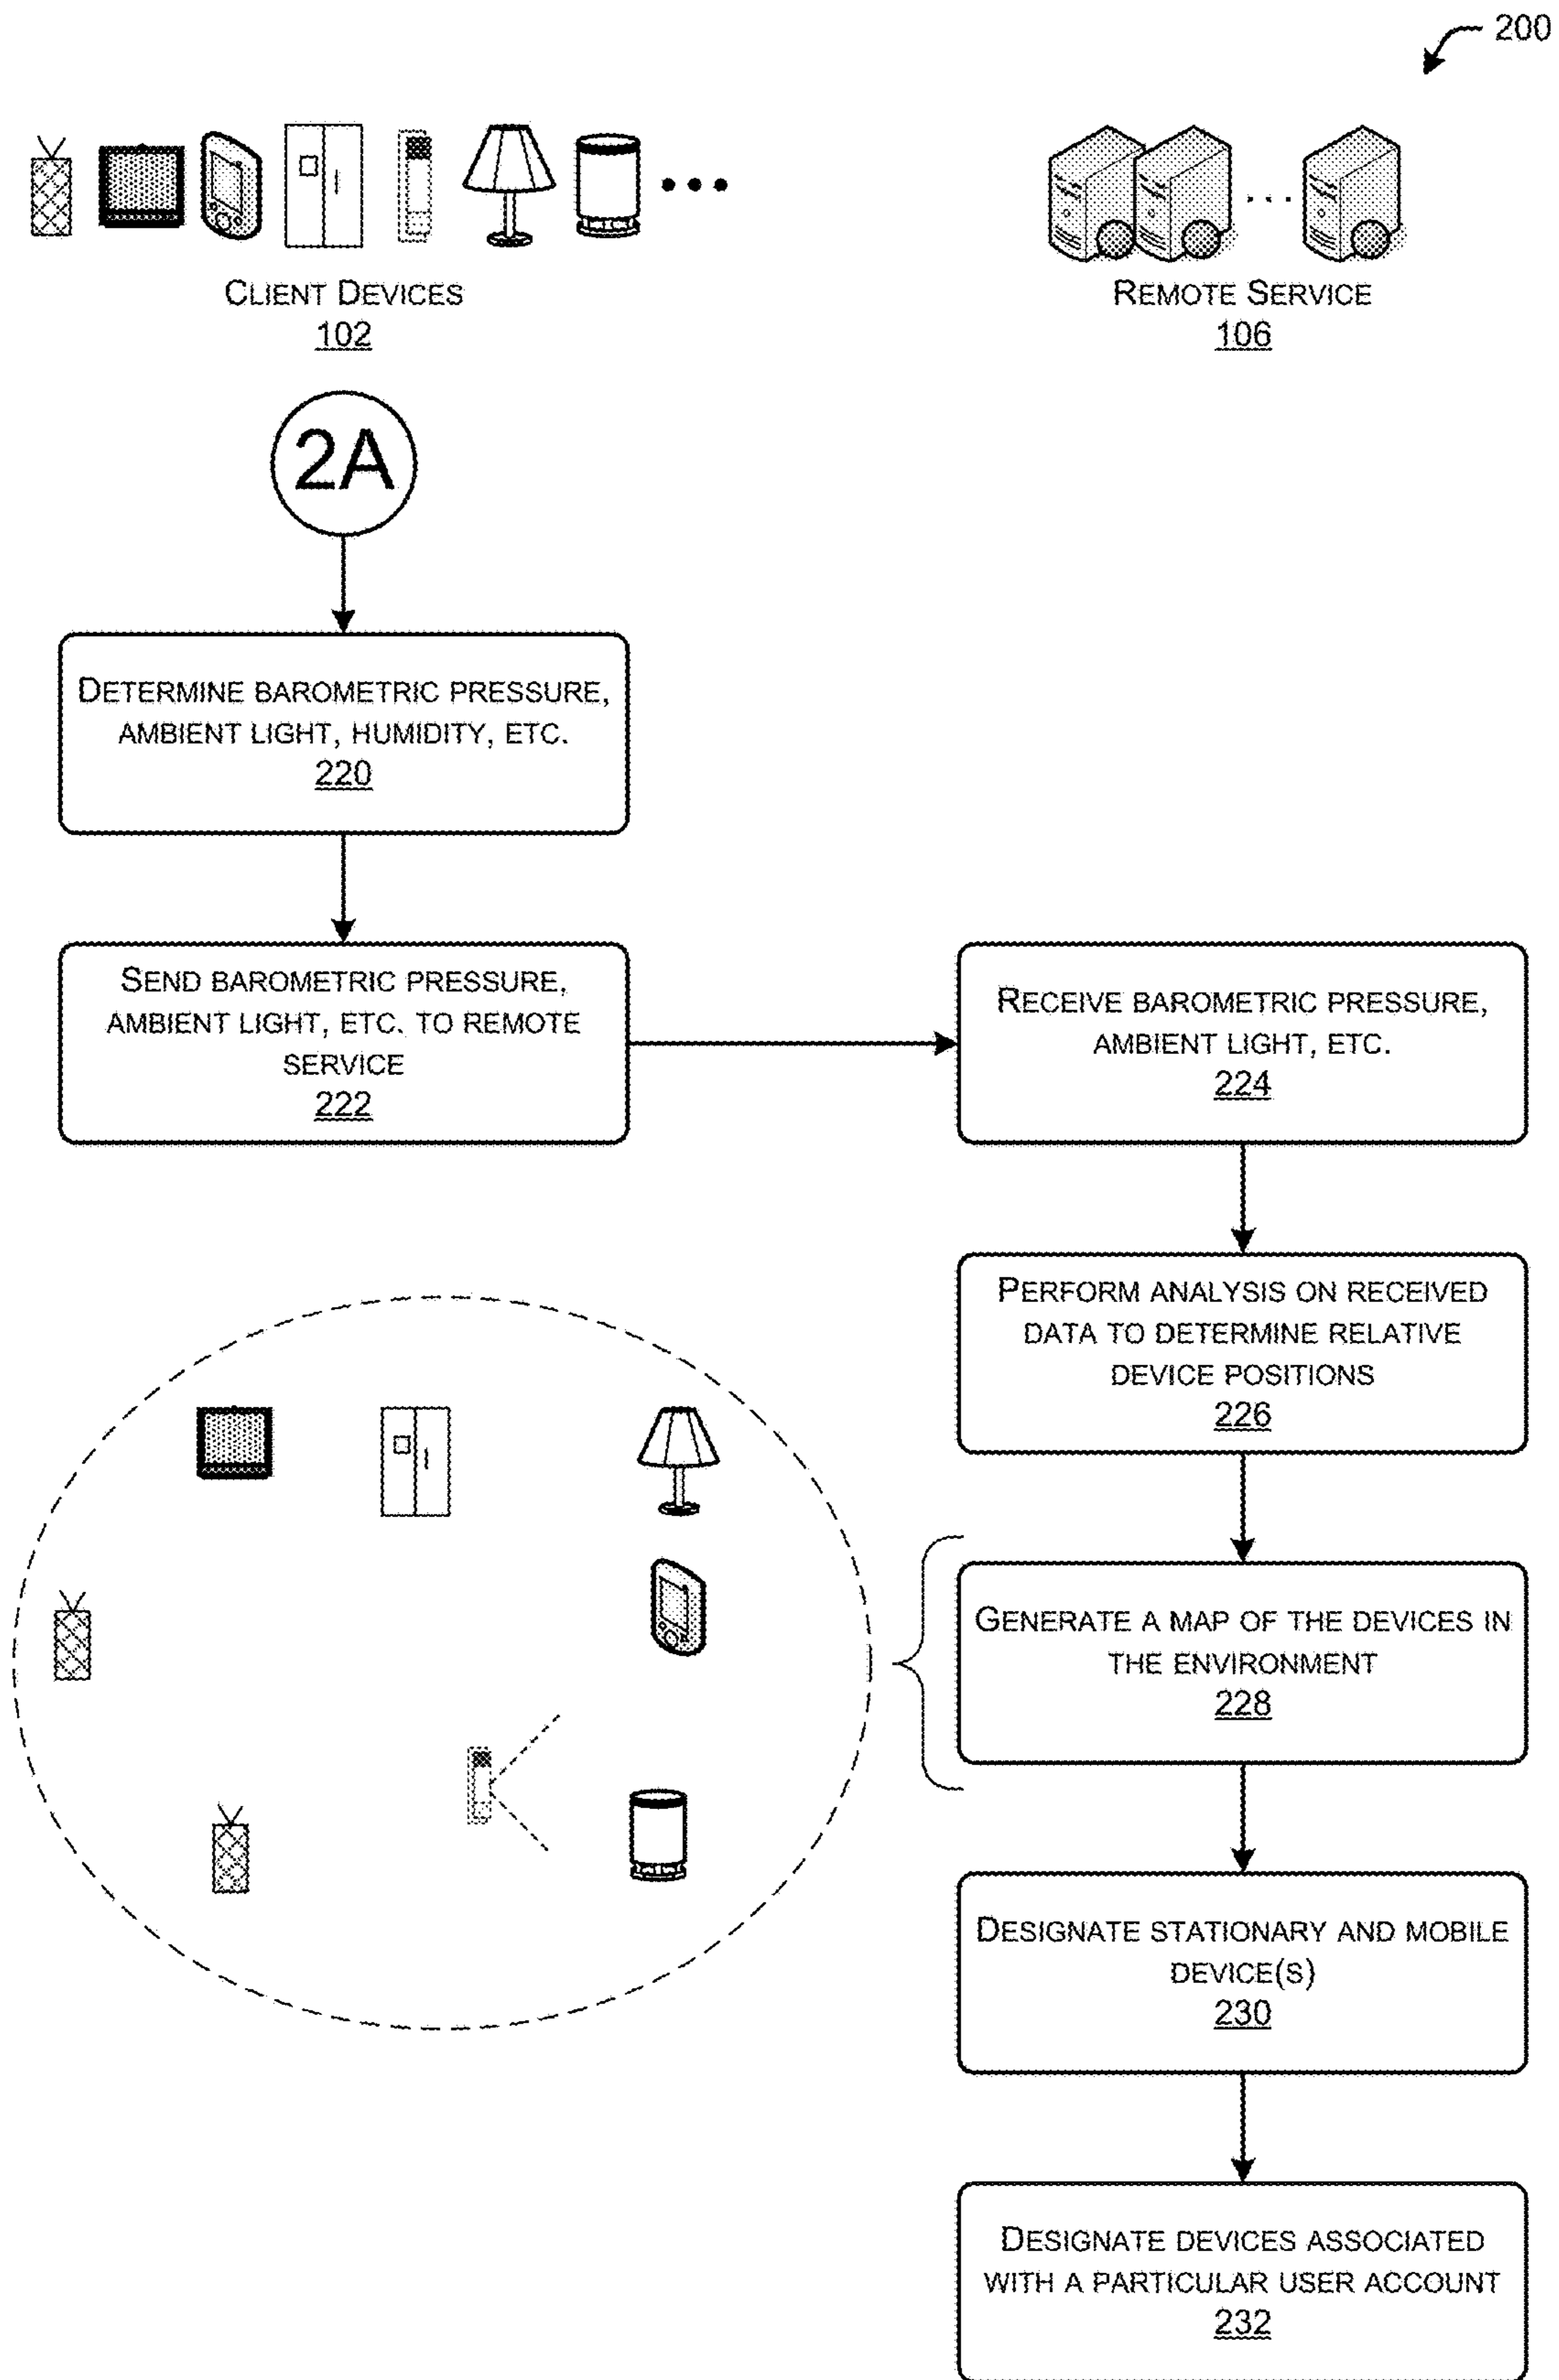 200
CLIENT DEVICES
102
REMOTE SERVICE
106
2A
DETERMINE BAROMETRIC PRESSURE,
AMBIENT LIGHT, HUMIDITY, ETC.
220
SEND BAROMETRIC PRESSURE,
AMBIENT LIGHT, ETC. TO REMOTE
SERVICE
222
RECEIVE BAROMETRIC PRESSURE,
AMBIENT LIGHT, ETC.
224
PERFORM ANALYSIS ON RECEIVED
DATA TO DETERMINE RELATIVE
DEVICE POSITIONS
226
GENERATE A MAP OF THE DEVICES IN
THE ENVIRONMENT
228
DESIGNATE STATIONARY AND MOBILE
DEVICE(S)
230
DESIGNATE DEVICES ASSOCIATED
WITH A PARTICULAR USER ACCOUNT
232